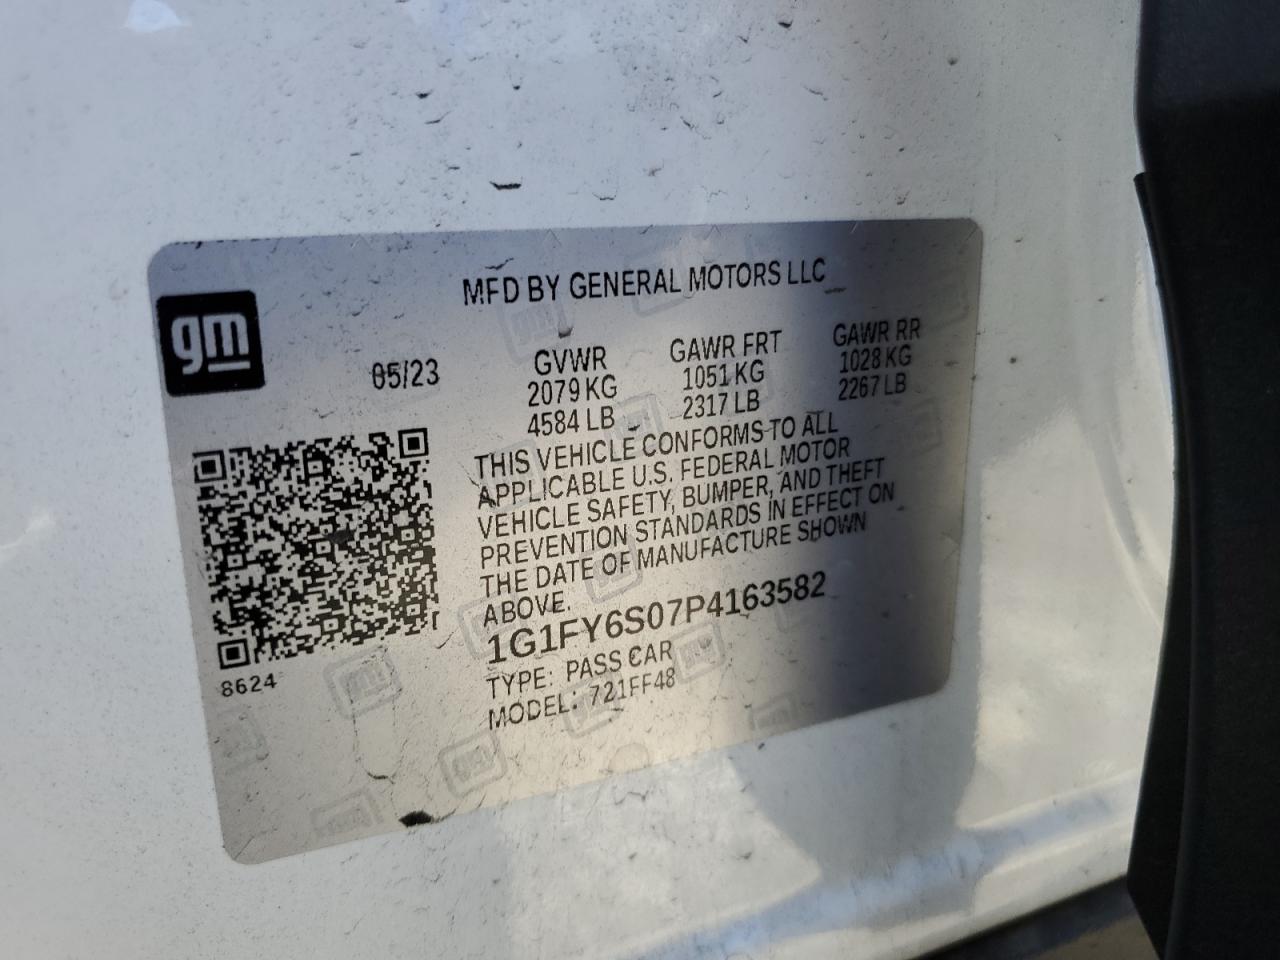 MFD BY GENERAL MOTORS LLC
gm
05/23
GVWR GAWR FRT GAWR RR
2079 KG 1051 KG 1028 KG
4584 LB 2317 LB 2267 LB
THIS VEHICLE CONFORMS TO ALL
APPLICABLE U.S. FEDERAL MOTOR
VEHICLE SAFETY, BUMPER, AND THEFT
PREVENTION STANDARDS IN EFFECT ON
THE DATE OF MANUFACTURE SHOWN
ABOVE.
1G1FY6S07P4163582
TYPE: PASS CAR
MODEL: 721FF48
8624